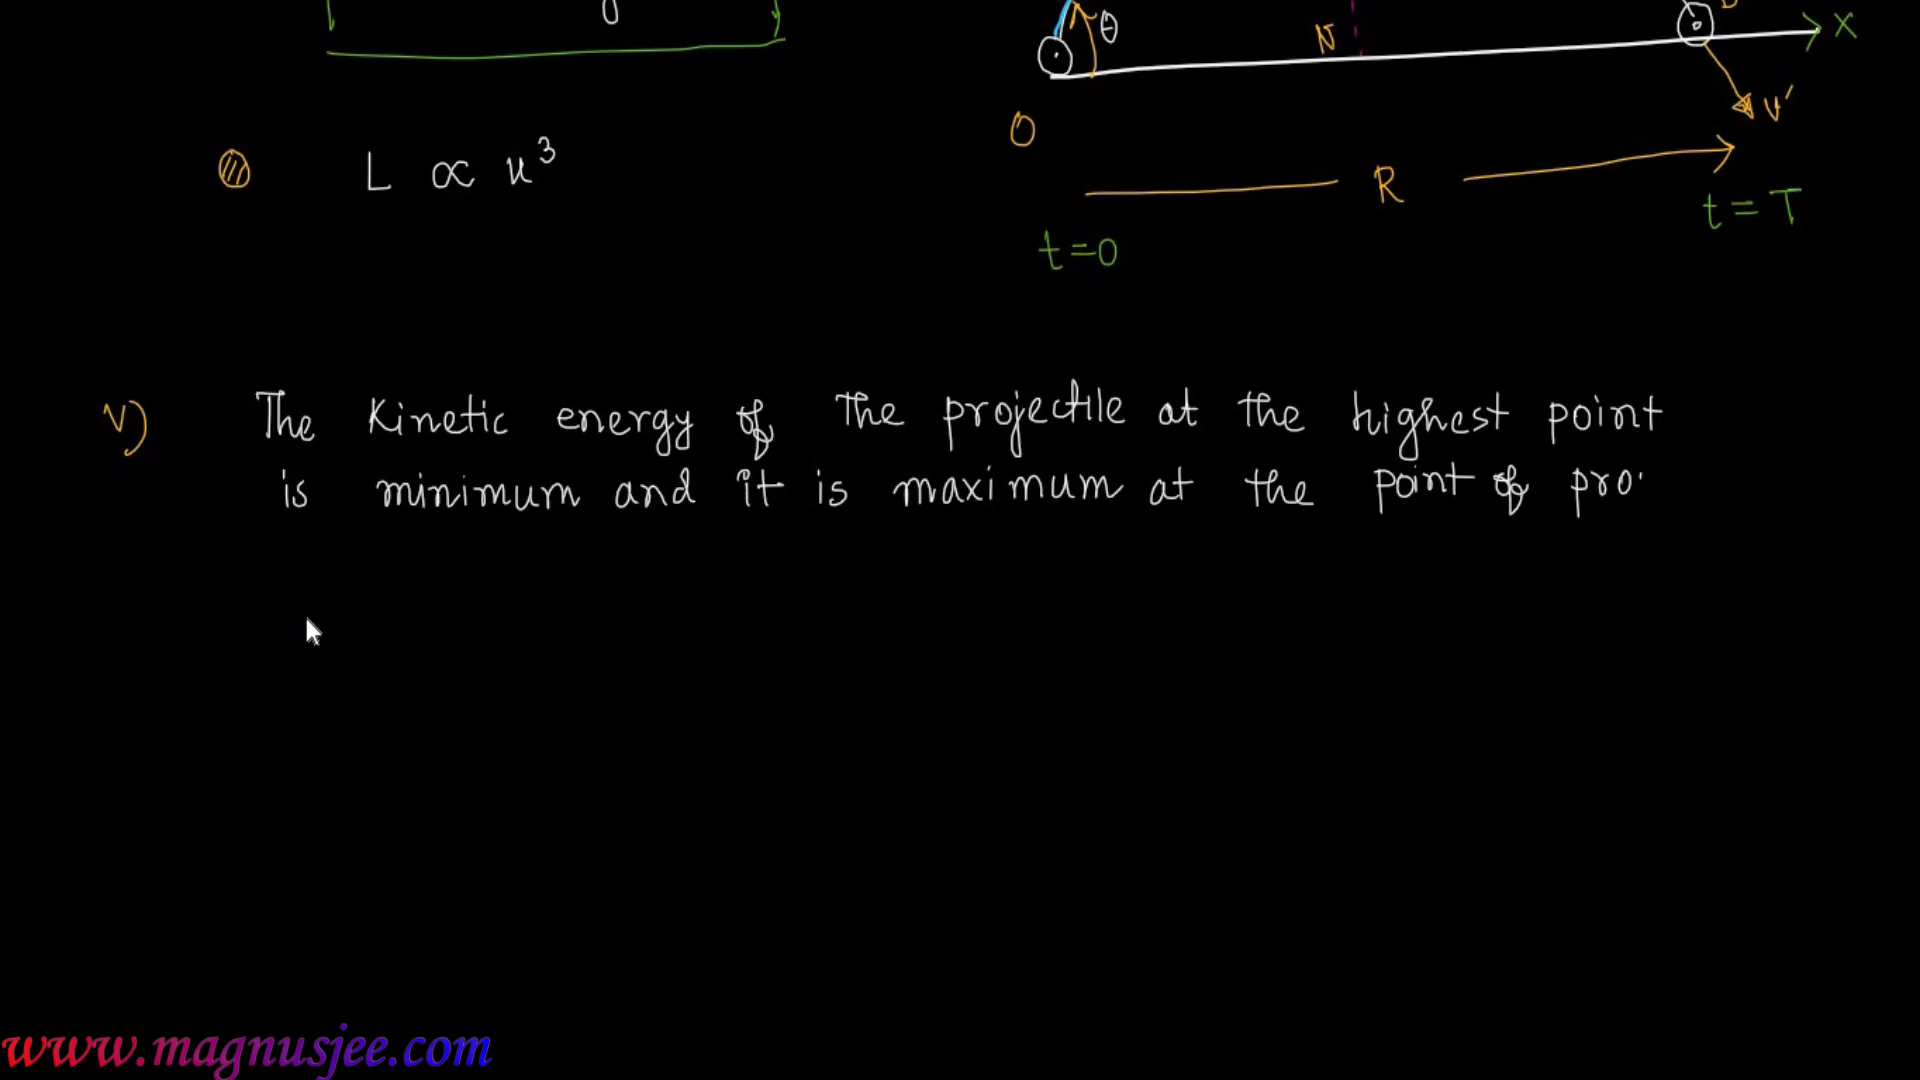 θ
N
X
v'
O
L ∝ u³
R
t = T
t = 0
v) The Kinetic energy of the projectile at the highest point
is minimum and it is maximum at the point of pro
www.magnusjee.com